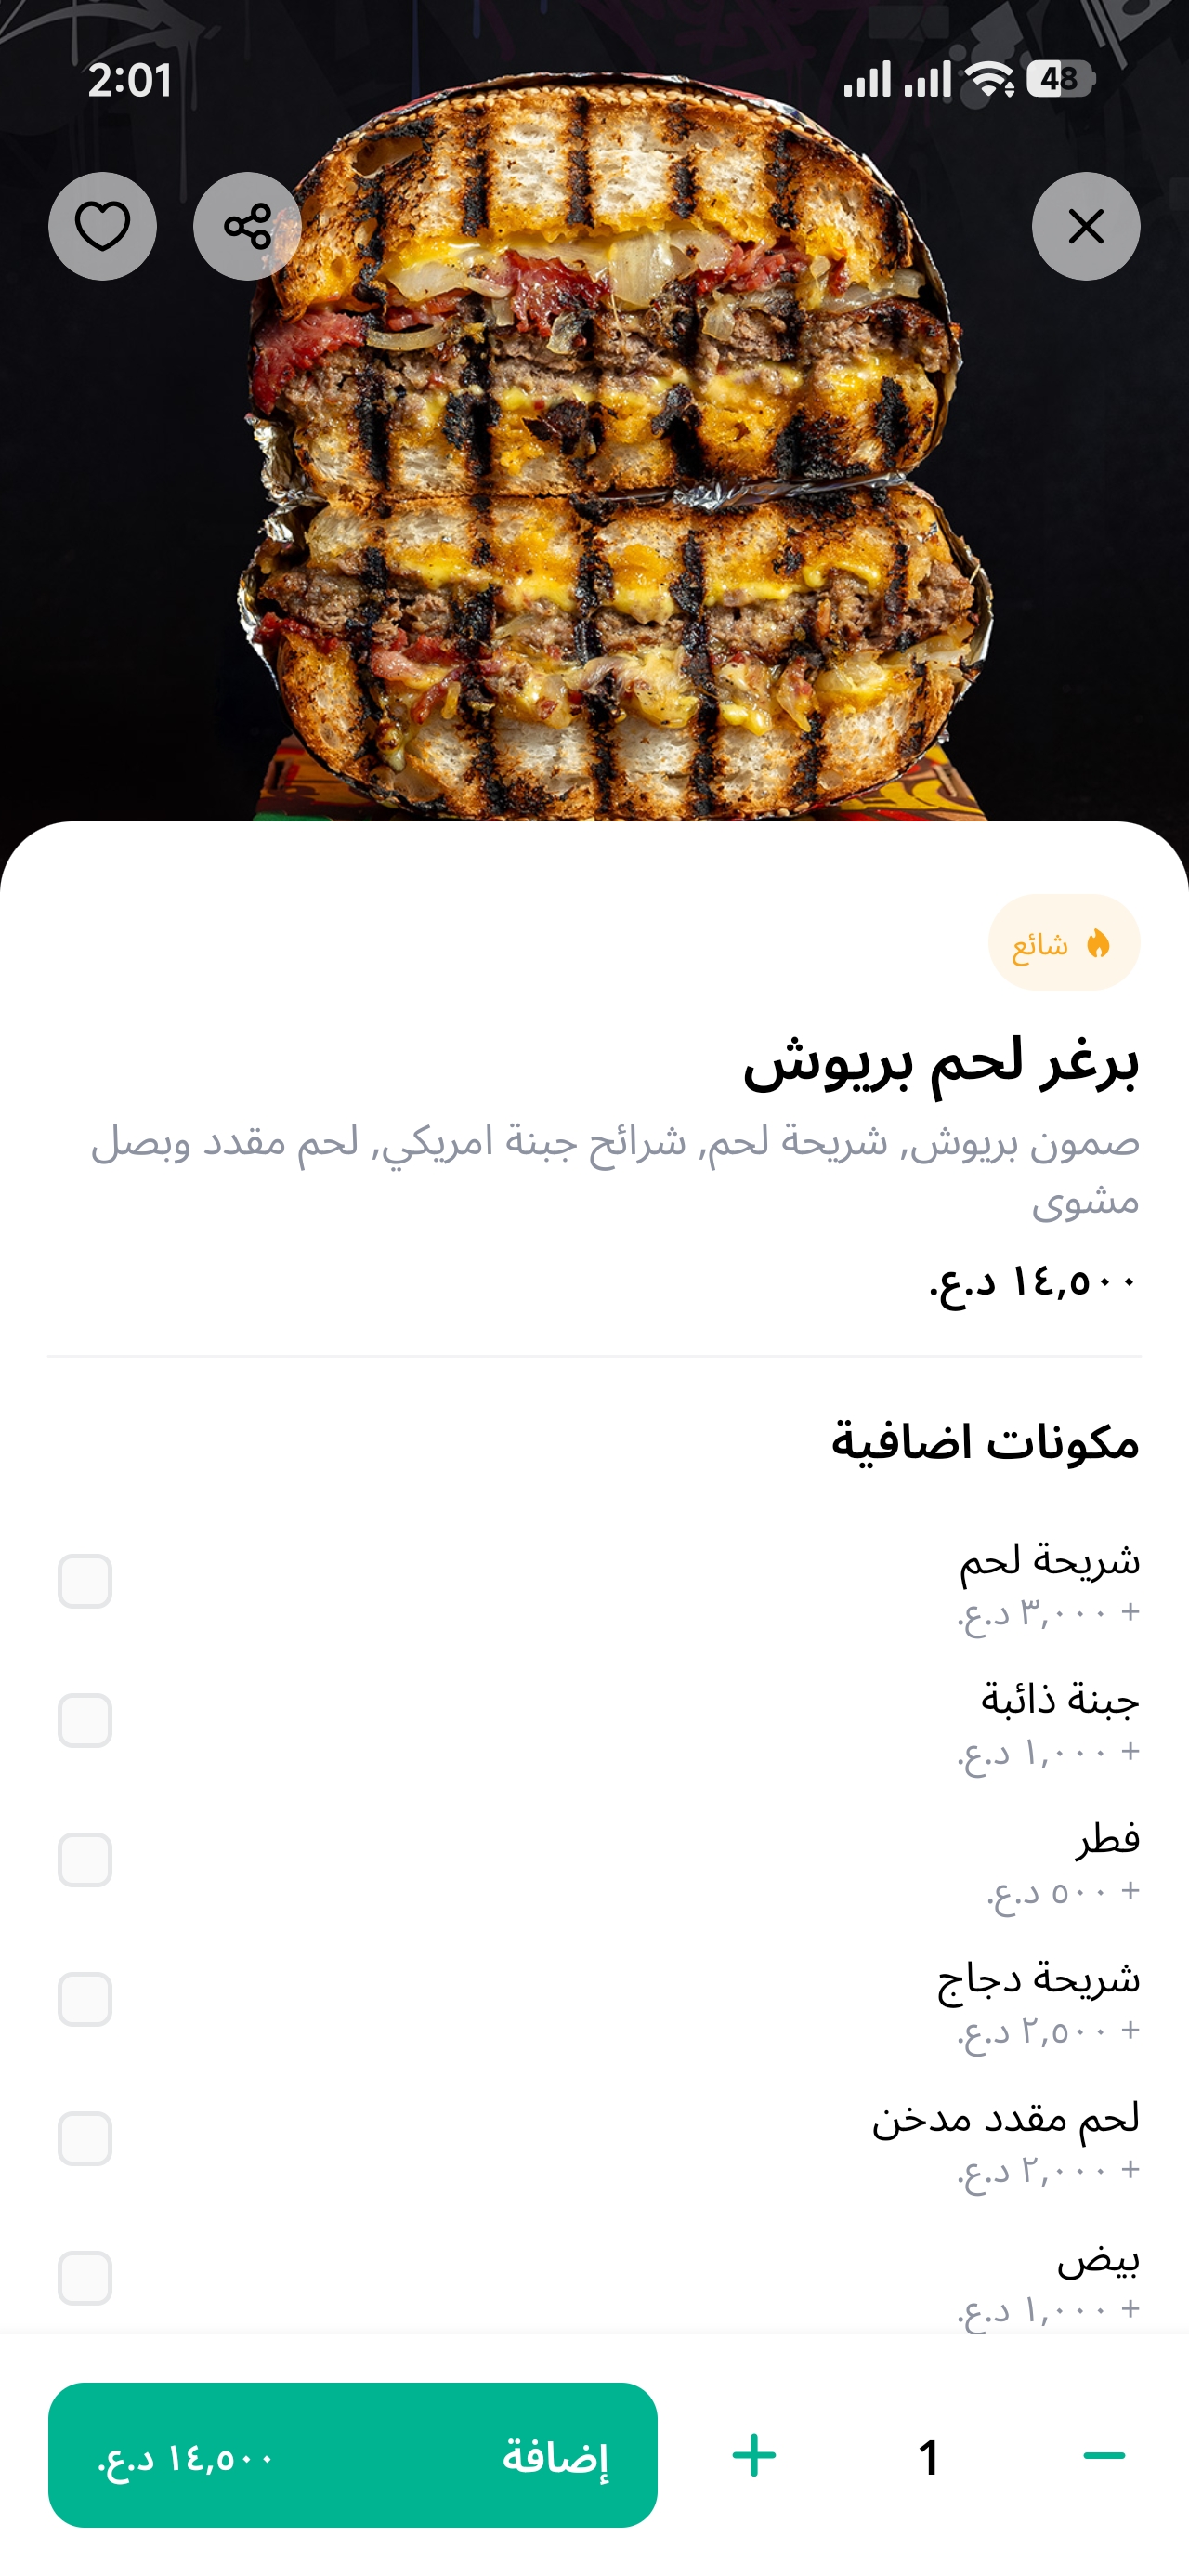 2:01
48
شائع
برغر لحم بريوش
صمون بريوش, شريحة لحم, شرائح جبنة امريكي, لحم مقدد وبصل
مشوى
١٤,٥٠٠ د.ع.
مكونات اضافية
شريحة لحم
+ ٣,٠٠٠ د.ع.
جبنة ذائبة
+ ١,٠٠٠ د.ع.
فطر
+ ٥٠٠ د.ع.
شريحة دجاج
+ ٢,٥٠٠ د.ع.
لحم مقدد مدخن
+ ٢,٠٠٠ د.ع.
بيض
+ ١,٠٠٠ د.ع.
1
إضافة ١٤,٥٠٠ د.ع.